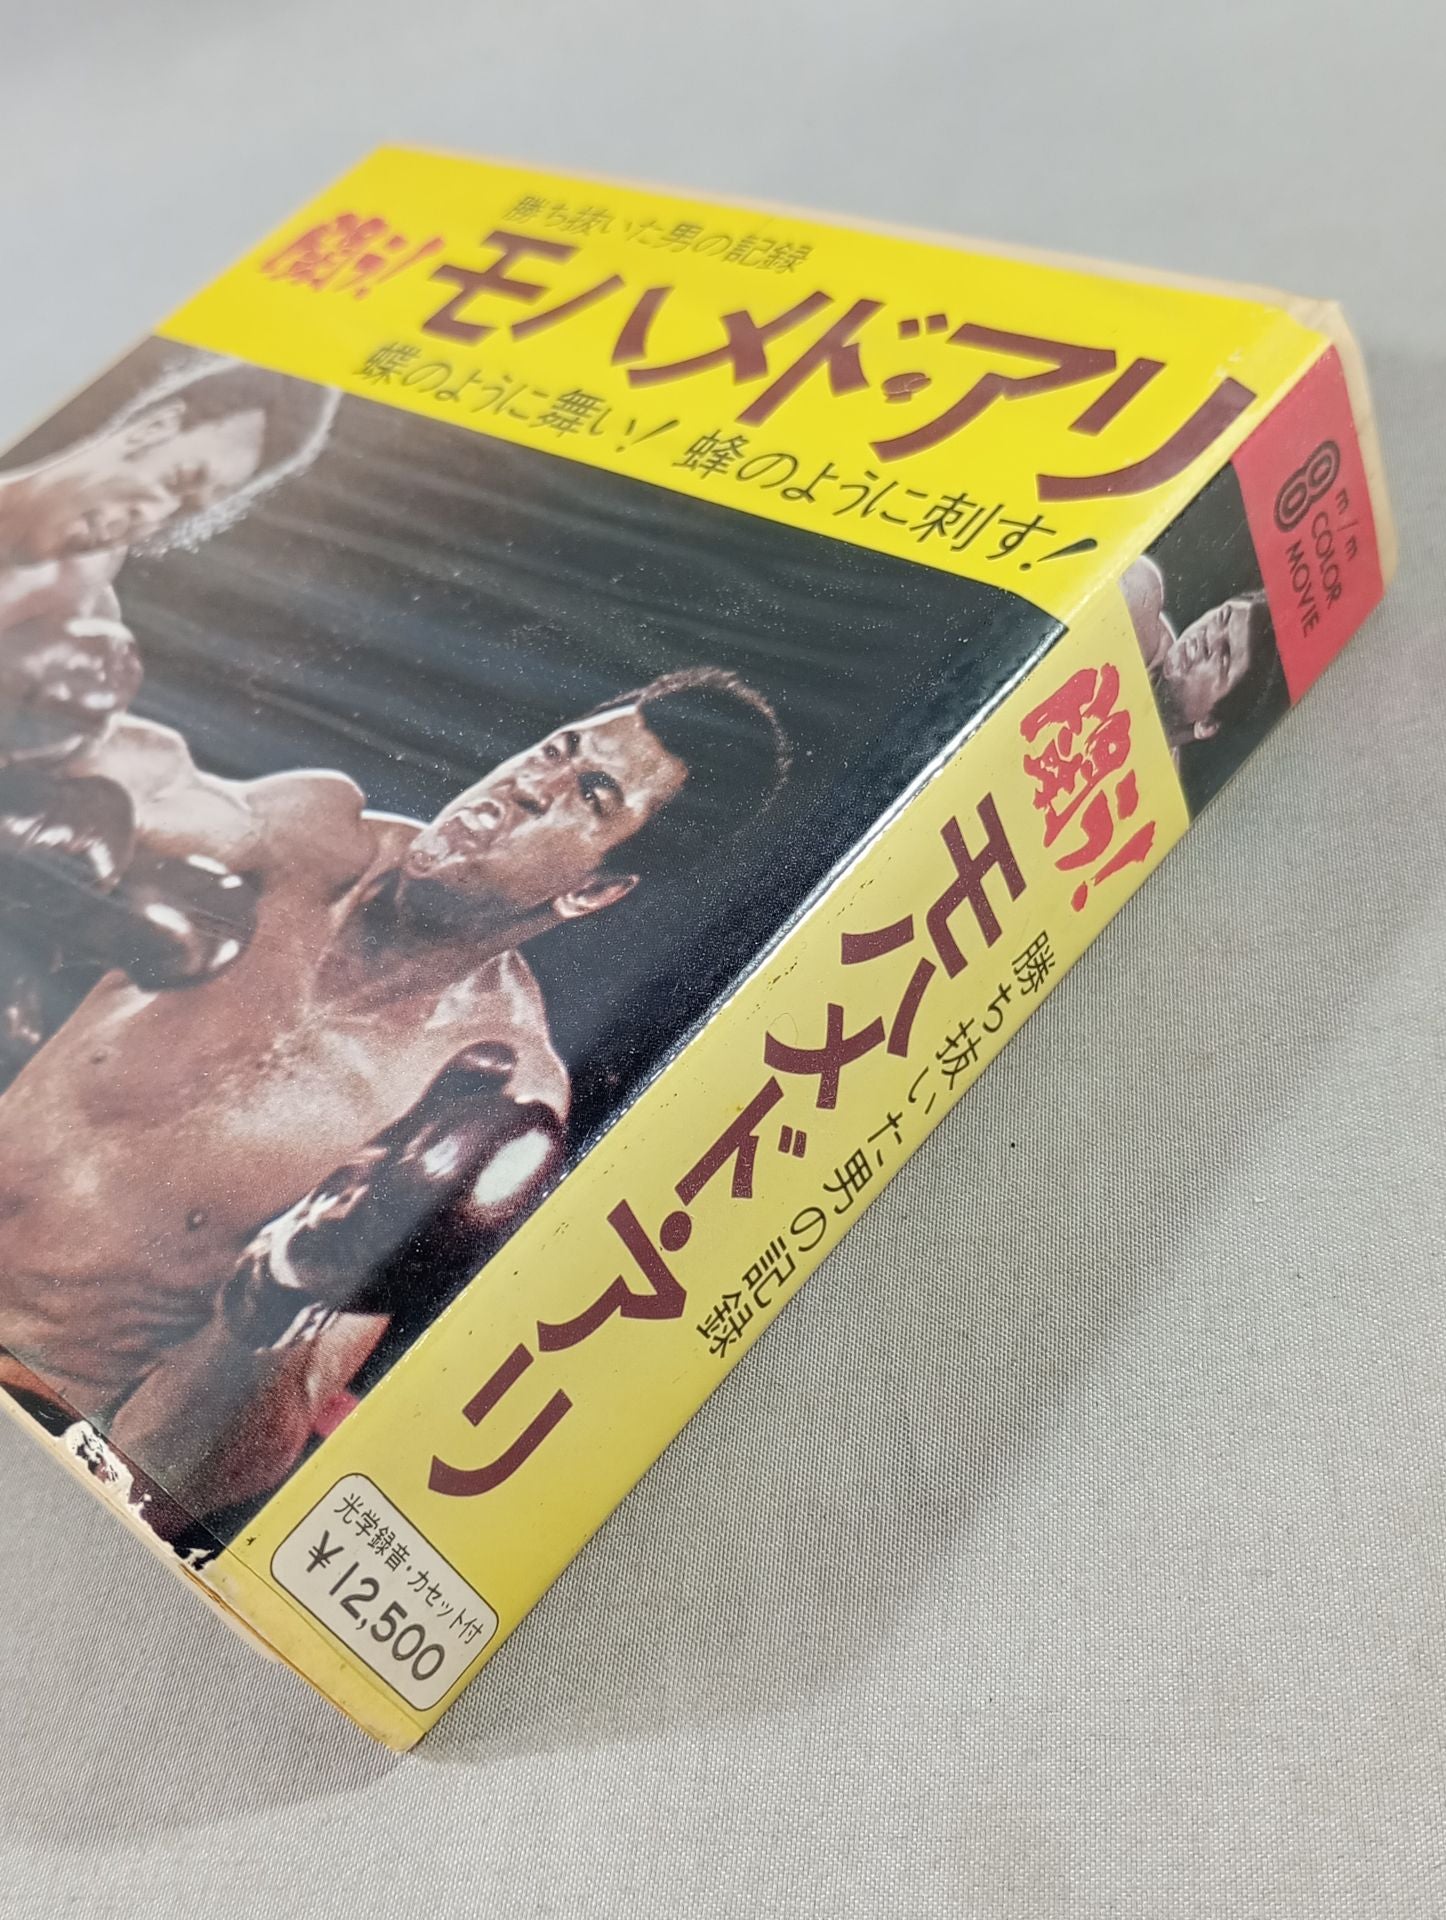 勝ち抜いた男の記録
闘う!
モハメド・アリ
蝶のように舞い! 蜂のように刺す!
8m/m
COLOR
MOVIE
闘う!
モハメド・アリ
勝ち抜いた男の記録
光学録音・カセット付
¥12,500